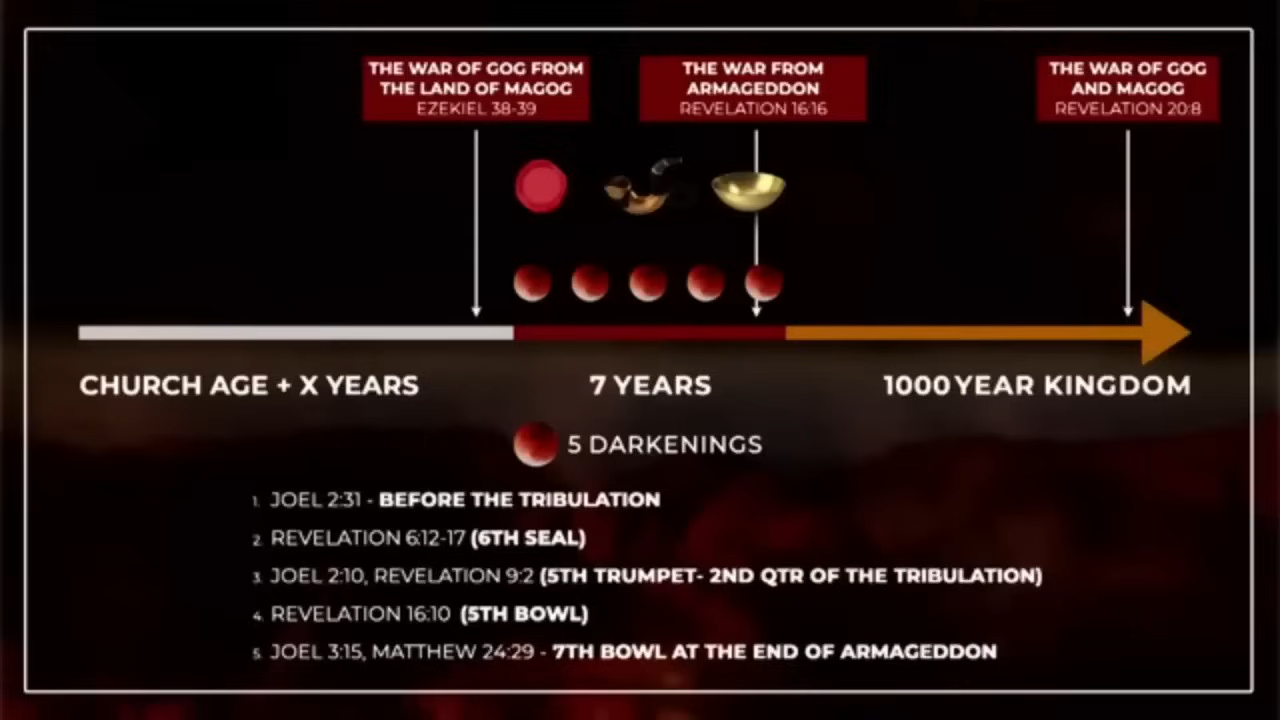 THE WAR OF GOG FROM
THE LAND OF MAGOG
EZEKIEL 38-39
THE WAR FROM
ARMAGEDDON
REVELATION 16:16
THE WAR OF GOG
AND MAGOG
REVELATION 20:8
CHURCH AGE + X YEARS
7 YEARS
1000 YEAR KINGDOM
5 DARKENINGS
1. JOEL 2:31 - BEFORE THE TRIBULATION
2. REVELATION 6:12-17 (6TH SEAL)
3. JOEL 2:10, REVELATION 9:2 (5TH TRUMPET- 2ND QTR OF THE TRIBULATION)
4. REVELATION 16:10 (5TH BOWL)
5. JOEL 3:15, MATTHEW 24:29 - 7TH BOWL AT THE END OF ARMAGEDDON